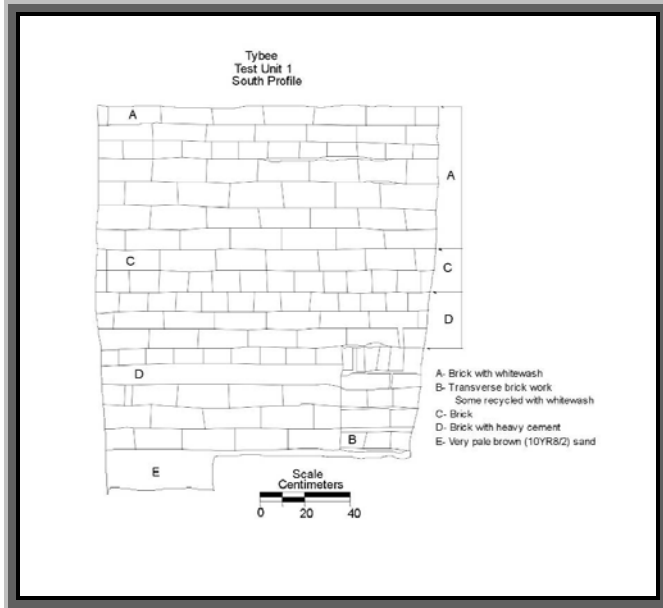 Tybee
Test Unit 1
South Profile
A
A
C
C
D
D
A- Brick with whitewash
B- Transverse brick work
Some recycled with whitewash
C- Brick
D- Brick with heavy cement
E- Very pale brown (10YR8/2) sand
B
E
Scale
Centimeters
0 20 40